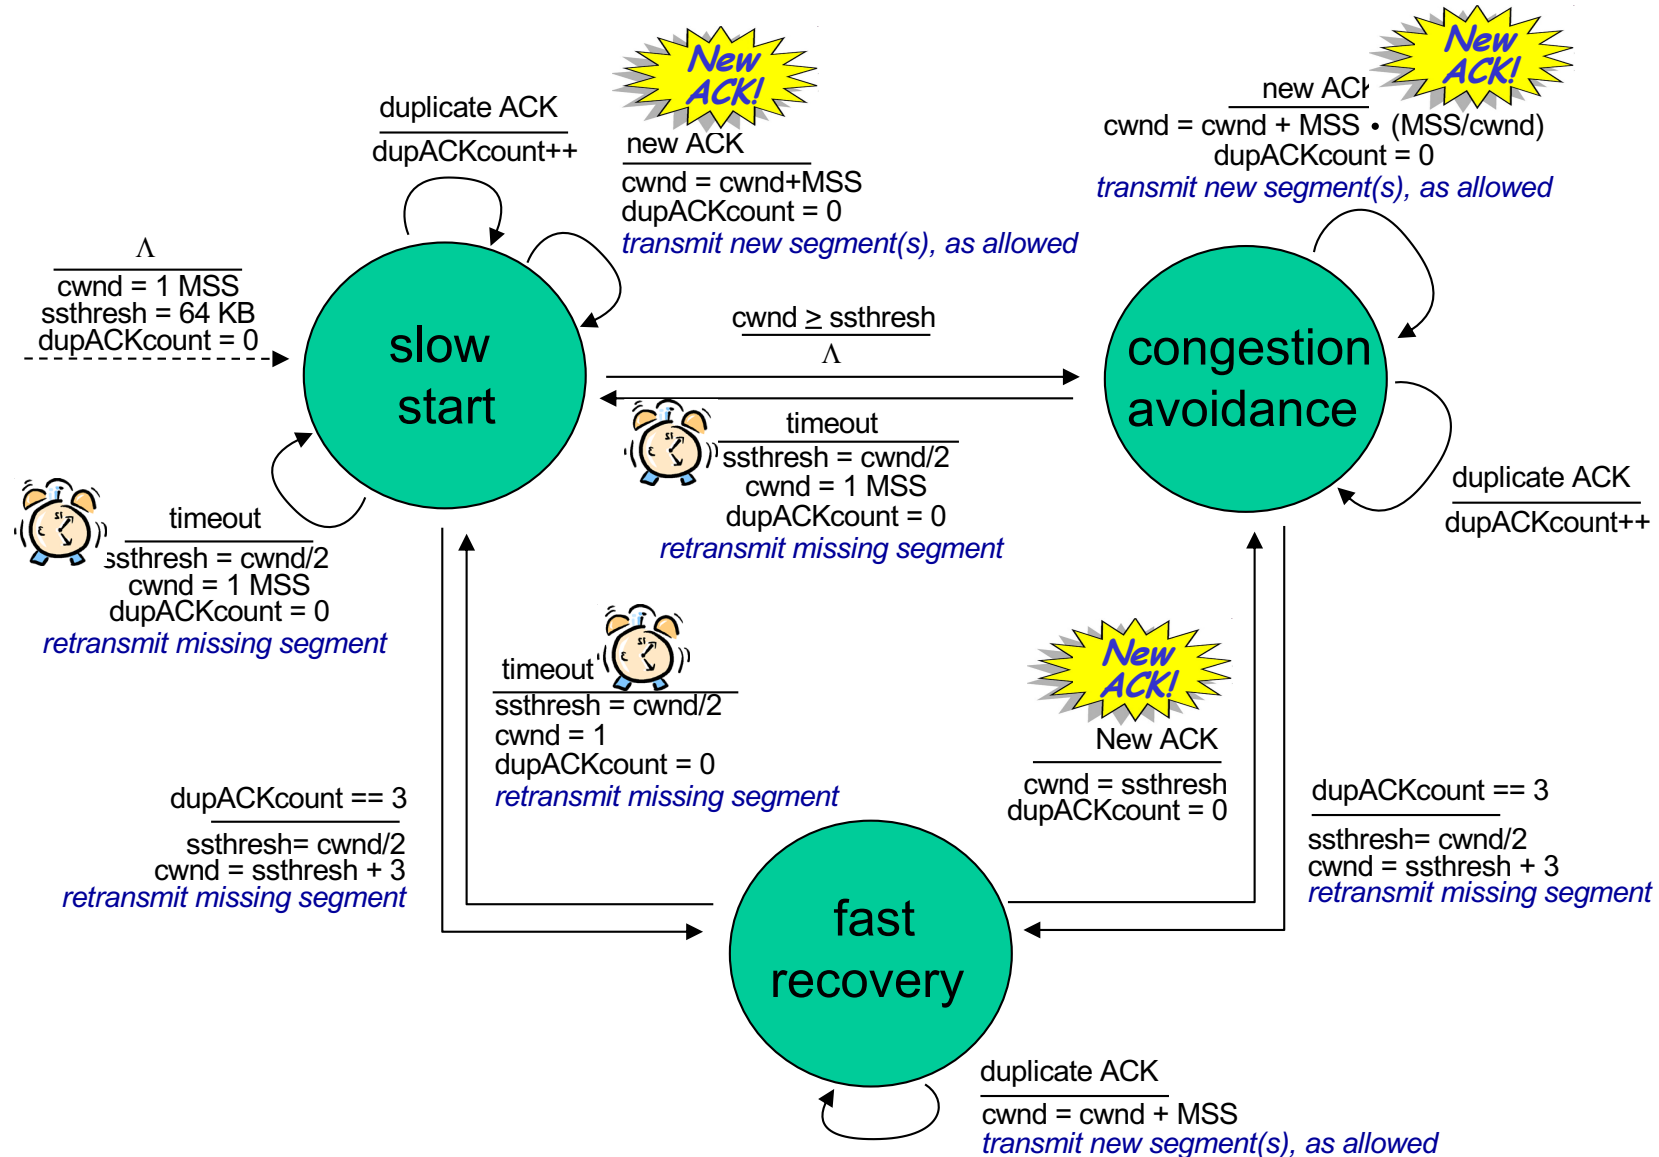 New
ACK!
duplicate ACK
dupACKcount++
new ACK
cwnd = cwnd+MSS
dupACKcount = 0
transmit new segment(s), as allowed
New
ACK!
new ACK
cwnd = cwnd + MSS • (MSS/cwnd)
dupACKcount = 0
transmit new segment(s), as allowed
Λ
cwnd = 1 MSS
ssthresh = 64 KB
dupACKcount = 0
slow
start
cwnd ≥ ssthresh
Λ
congestion
avoidance
timeout
ssthresh = cwnd/2
cwnd = 1 MSS
dupACKcount = 0
retransmit missing segment
duplicate ACK
dupACKcount++
timeout
ssthresh = cwnd/2
cwnd = 1 MSS
dupACKcount = 0
retransmit missing segment
timeout
ssthresh = cwnd/2
cwnd = 1
dupACKcount = 0
retransmit missing segment
New
ACK!
New ACK
cwnd = ssthresh
dupACKcount = 0
dupACKcount == 3
ssthresh= cwnd/2
cwnd = ssthresh + 3
retransmit missing segment
dupACKcount == 3
ssthresh= cwnd/2
cwnd = ssthresh + 3
retransmit missing segment
fast
recovery
duplicate ACK
cwnd = cwnd + MSS
transmit new segment(s), as allowed